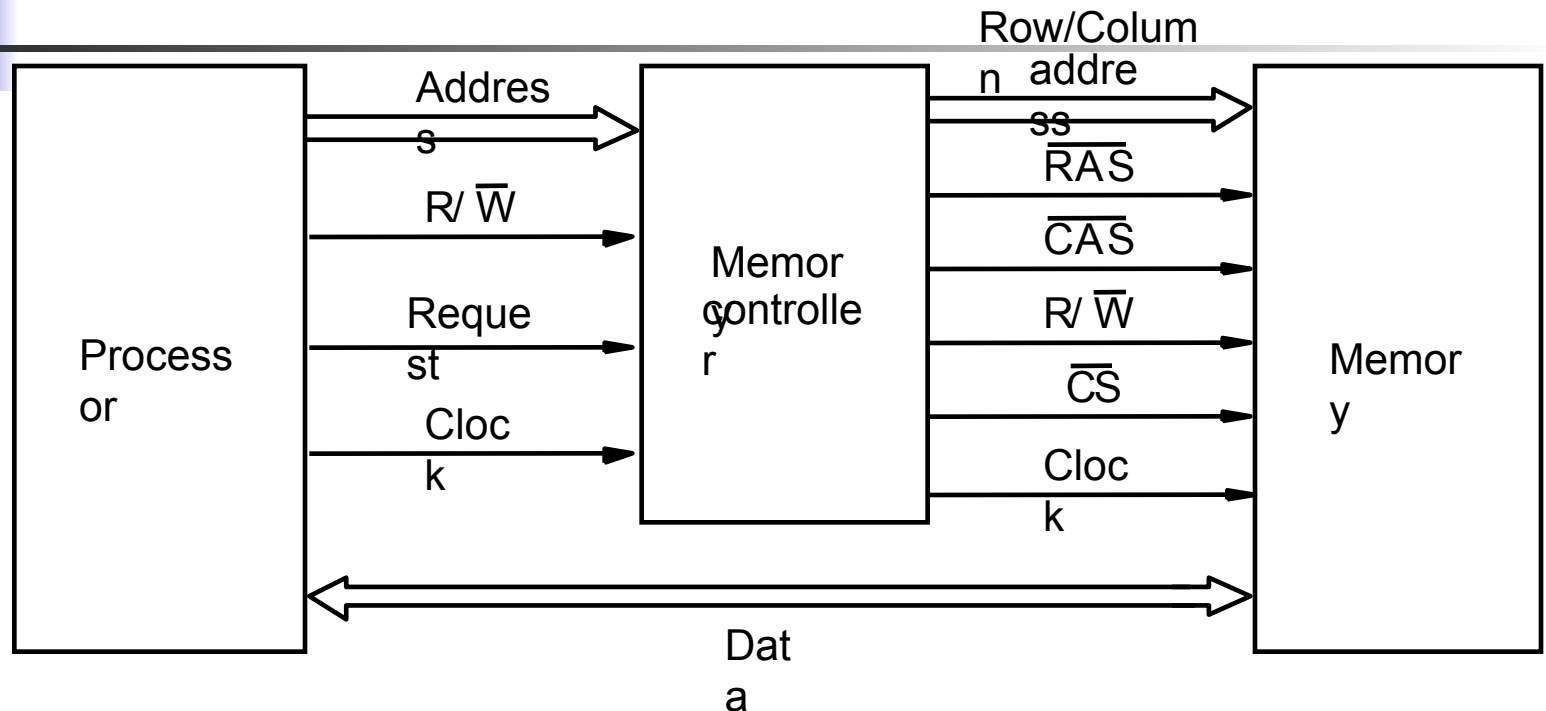 Row/Colum
n addre
ss
Addres
s
RAS
R/ W
CAS
Memor
y
controlle
r
Reque
st
R/ W
Process
or
Memor
y
CS
Cloc
k
Cloc
k
Dat
a